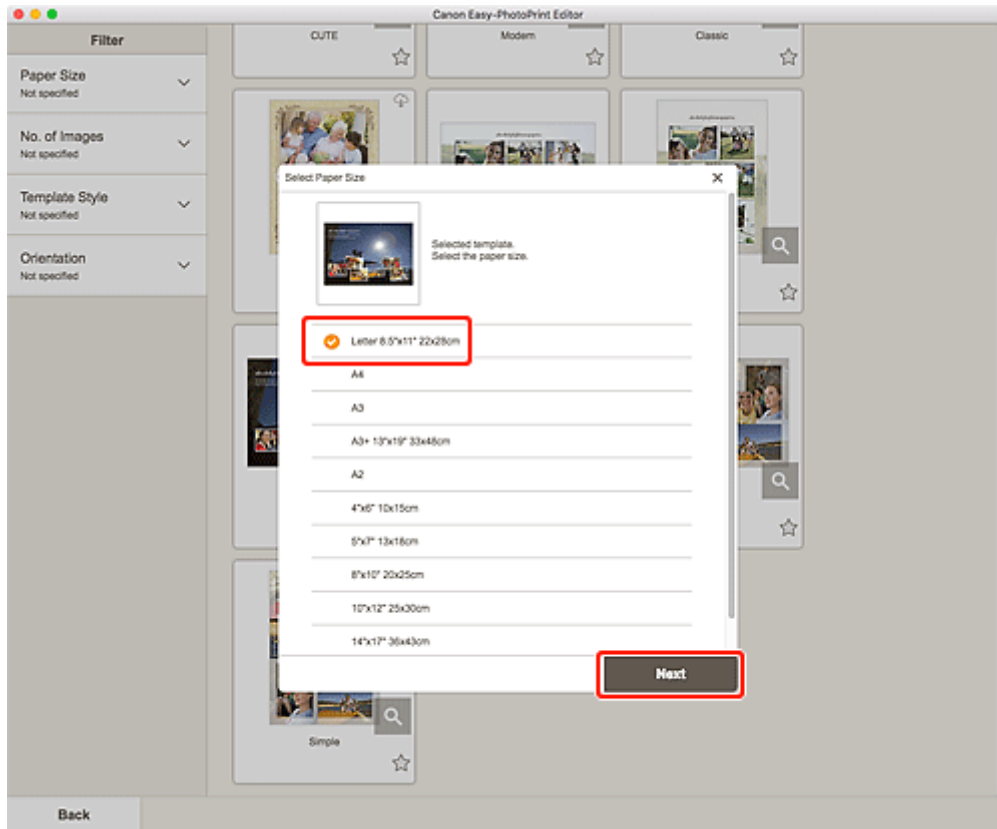 Canon Easy-PhotoPrint Editor
Filter
Paper Size
Not specified
No. of Images
Not specified
Template Style
Not specified
Orientation
Not specified
CUTE
Modern
Classic
Select Paper Size
Selected template.
Select the paper size.
Letter 8.5"x11" 22x28cm
A4
A3
A3+ 13"x19" 33x48cm
A2
4"x6" 10x15cm
5"x7" 13x18cm
8"x10" 20x25cm
10"x12" 25x30cm
14"x17" 36x43cm
Next
Simple
Back